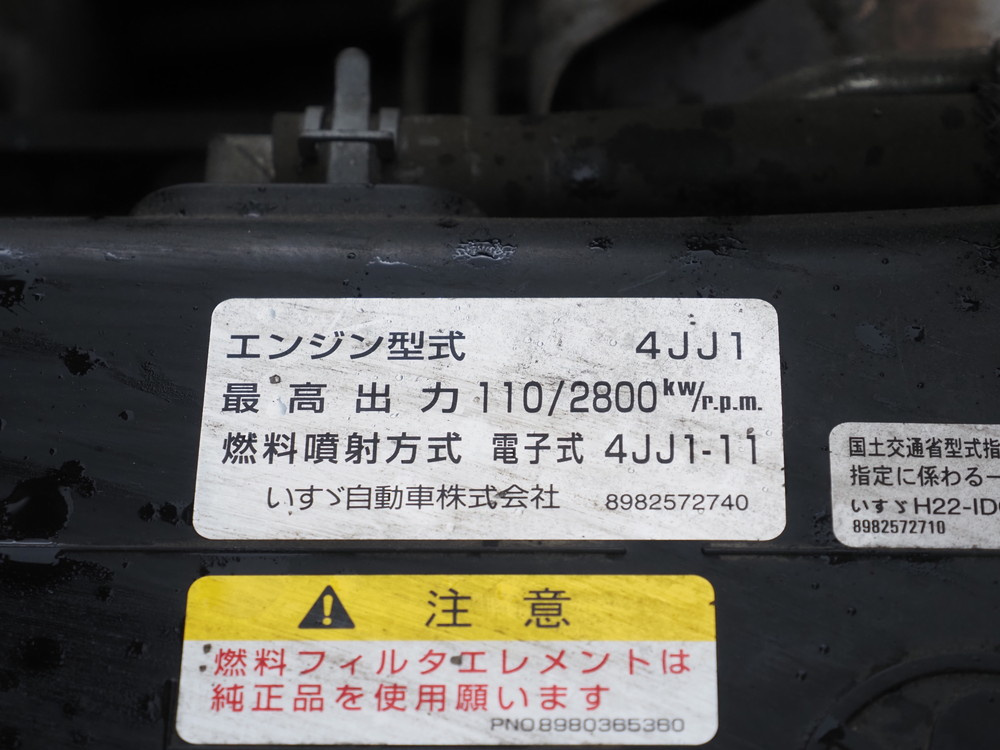 エンジン型式 4JJ1
最高出力 110/2800kw/r.p.m.
燃料噴射方式 電子式 4JJ1-11
いすゞ自動車株式会社 8982572740
国土交通省型式指
指定に係わる一
いすゞH22-ID
8982572710
注意
燃料フィルタエレメントは
純正品を使用願います
PNO.8980365360